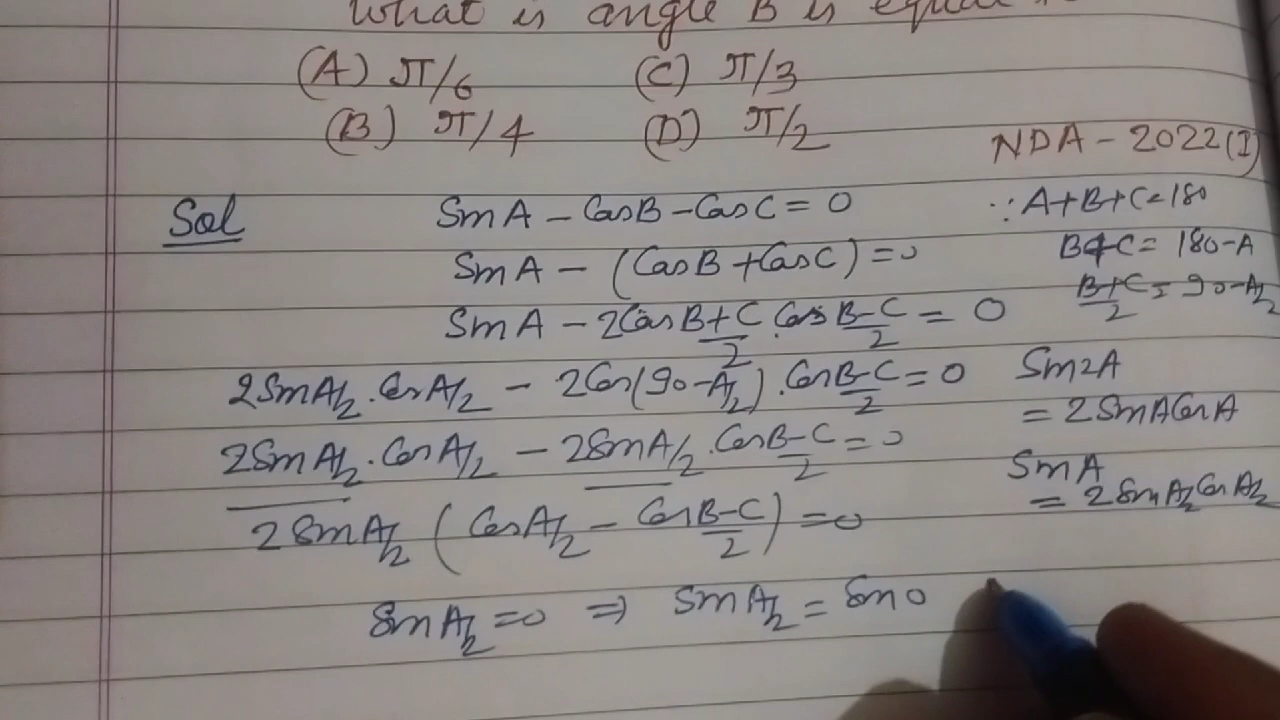 What is angle B is equal
(A) π/6 (C) π/3
(B) π/4 (D) π/2
NDA - 2022 (I)
Sol SinA - CosB - CosC = 0 ∵ A+B+C = 180
SinA - (CosB + CosC) = 0 B+C = 180-A
SinA - 2Cos B+C/2 . Cos B-C/2 = 0 B+C/2 = 90-A/2
2SinA/2 . CosA/2 - 2Cos(90-A/2) . Cos B-C/2 = 0 Sin2A
= 2SinACosA
2SinA/2 . CosA/2 - 2SinA/2 . Cos B-C/2 = 0 SinA
= 2SinA/2 CosA/2
2SinA/2 (CosA/2 - Cos B-C/2) = 0
SinA/2 = 0 ⇒ SinA/2 = Sin0